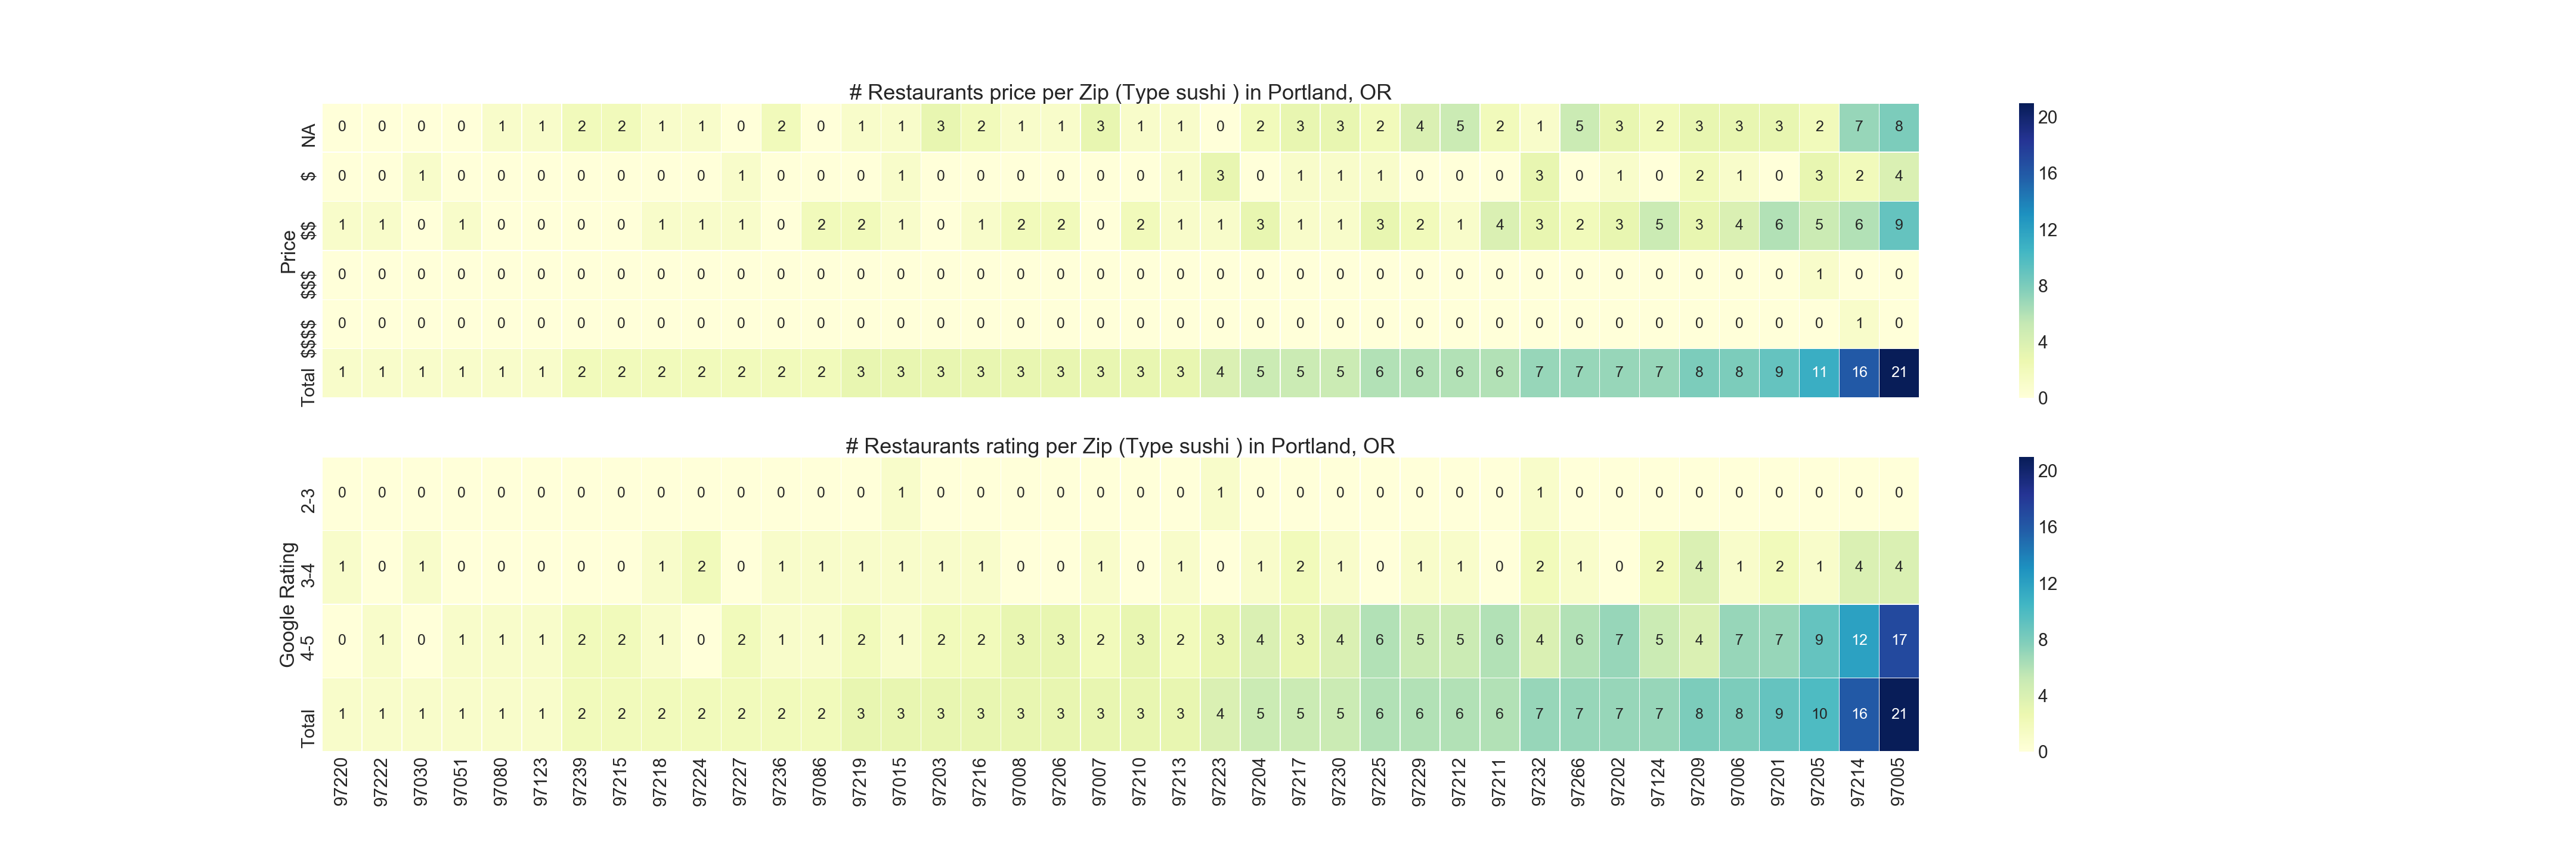 # Restaurants price per Zip (Type sushi ) in Portland, OR
NA 0 0 0 0 1 1 2 2 1 1 0 2 0 1 1 3 2 1 1 3 1 1 0 2 3 3 2 4 5 2 1 5 3 2 3 3 3 2 7 8
$ 0 0 1 0 0 0 0 0 0 0 1 0 0 0 1 0 0 0 0 0 0 1 3 0 1 1 1 0 0 0 3 0 1 0 2 1 0 3 2 4
$$ 1 1 0 1 0 0 0 0 1 1 1 0 2 2 1 0 1 2 2 0 2 1 1 3 1 1 3 2 1 4 3 2 3 5 3 4 6 5 6 9
$$$ 0 0 0 0 0 0 0 0 0 0 0 0 0 0 0 0 0 0 0 0 0 0 0 0 0 0 0 0 0 0 0 0 0 0 0 0 0 1 0 0
$$$$ 0 0 0 0 0 0 0 0 0 0 0 0 0 0 0 0 0 0 0 0 0 0 0 0 0 0 0 0 0 0 0 0 0 0 0 0 0 0 1 0
Total 1 1 1 1 1 1 2 2 2 2 2 2 2 3 3 3 3 3 3 3 3 3 4 5 5 5 6 6 6 6 7 7 7 7 8 8 9 11 16 21
Price
20
16
12
8
4
0
# Restaurants rating per Zip (Type sushi ) in Portland, OR
2-3 0 0 0 0 0 0 0 0 0 0 0 0 0 0 1 0 0 0 0 0 0 0 1 0 0 0 0 0 0 0 1 0 0 0 0 0 0 0 0 0
3-4 1 0 1 0 0 0 0 0 1 2 0 1 1 1 1 1 1 0 0 1 0 1 0 1 2 1 0 1 1 0 2 1 0 2 4 1 2 1 4 4
4-5 0 1 0 1 1 1 2 2 1 0 2 1 1 2 1 2 2 3 3 2 3 2 3 4 3 4 6 5 5 6 4 6 7 5 4 7 7 9 12 17
Total 1 1 1 1 1 1 2 2 2 2 2 2 2 3 3 3 3 3 3 3 3 3 4 5 5 5 6 6 6 6 7 7 7 7 8 8 9 10 16 21
Google Rating
20
16
12
8
4
0
97220 97222 97030 97051 97080 97123 97239 97215 97218 97224 97227 97236 97086 97219 97015 97203 97216 97008 97206 97007 97210 97213 97223 97204 97217 97230 97225 97229 97212 97211 97232 97266 97202 97124 97209 97006 97201 97205 97214 97005